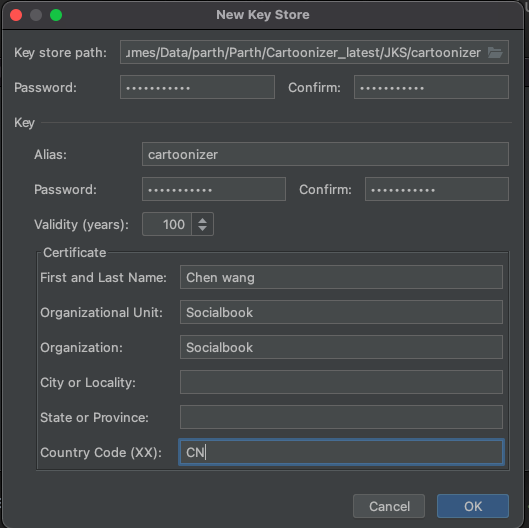 New Key Store
Key store path: umes/Data/parth/Parth/Cartoonizer_latest/JKS/cartoonizer
Password: ••••••••••• Confirm: •••••••••••
Key
Alias: cartoonizer
Password: ••••••••••• Confirm: •••••••••••
Validity (years): 100
Certificate
First and Last Name: Chen wang
Organizational Unit: Socialbook
Organization: Socialbook
City or Locality:
State or Province:
Country Code (XX): CN
Cancel OK